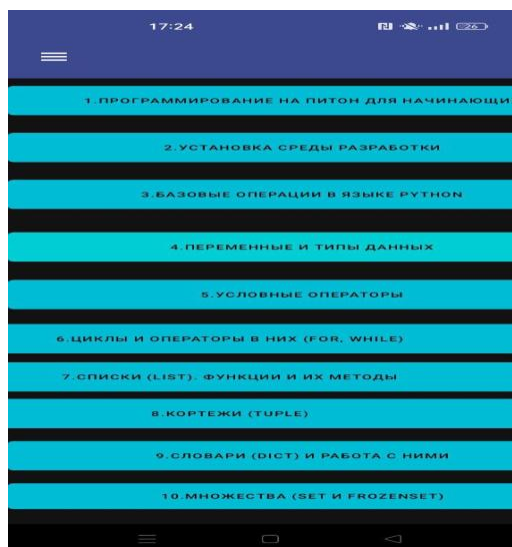 17:24
26
1.ПРОГРАММИРОВАНИЕ НА ПИТОН ДЛЯ НАЧИНАЮЩИ
2.УСТАНОВКА СРЕДЫ РАЗРАБОТКИ
3.БАЗОВЫЕ ОПЕРАЦИИ В ЯЗЫКЕ PYTHON
4.ПЕРЕМЕННЫЕ И ТИПЫ ДАННЫХ
5.УСЛОВНЫЕ ОПЕРАТОРЫ
6.ЦИКЛЫ И ОПЕРАТОРЫ В НИХ (FOR, WHILE)
7.СПИСКИ (LIST). ФУНКЦИИ И ИХ МЕТОДЫ
8.КОРТЕЖИ (TUPLE)
9.СЛОВАРИ (DICT) И РАБОТА С НИМИ
10.МНОЖЕСТВА (SET И FROZENSET)